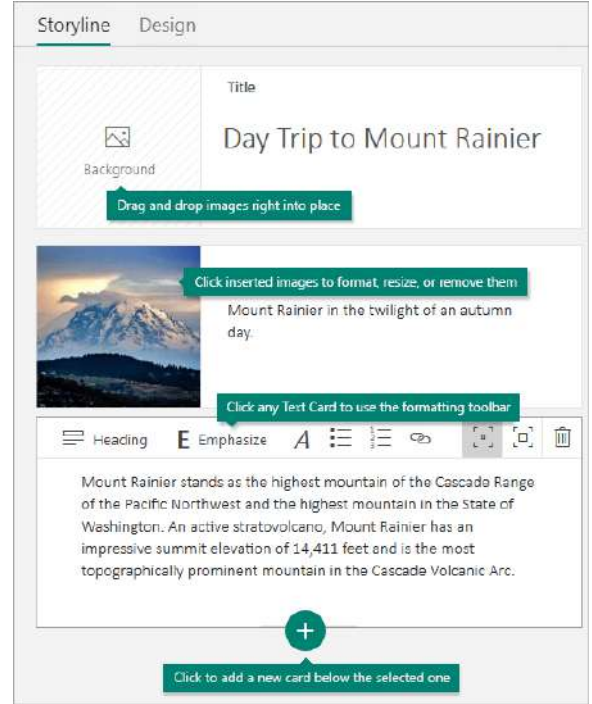 Storyline Design
Title
Day Trip to Mount Rainier
Background
Drag and drop images right into place
Click inserted images to format, resize, or remove them
Mount Rainier in the twilight of an autumn
day.
Click any Text Card to use the formatting toolbar
Heading E Emphasize A
Mount Rainier stands as the highest mountain of the Cascade Range
of the Pacific Northwest and the highest mountain in the State of
Washington. An active stratovolcano, Mount Rainier has an
impressive summit elevation of 14,411 feet and is the most
topographically prominent mountain in the Cascade Volcanic Arc.
Click to add a new card below the selected one